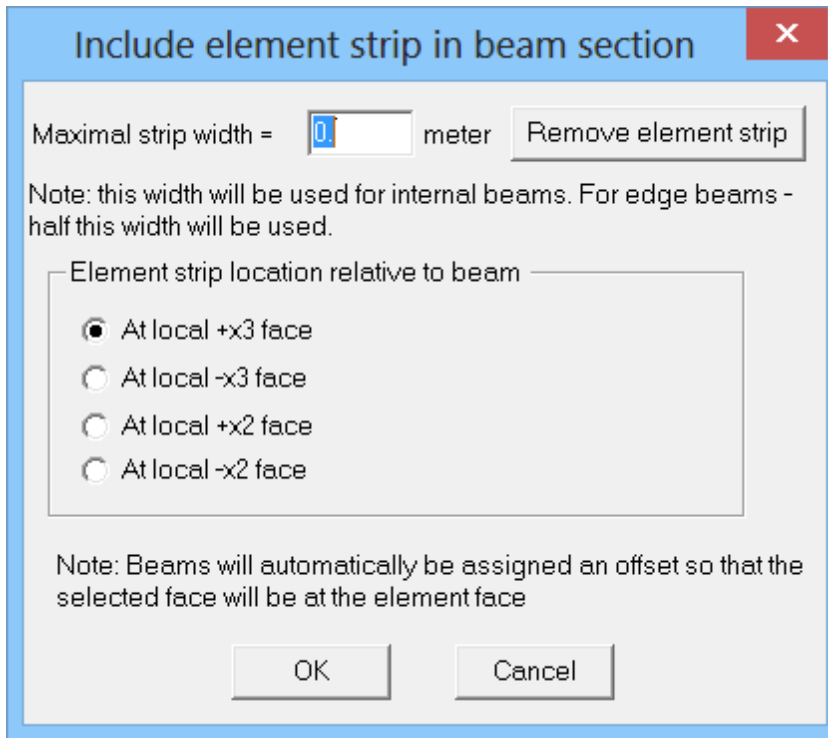 Include element strip in beam section
Maximal strip width = 0. meter Remove element strip
Note: this width will be used for internal beams. For edge beams -
half this width will be used.
Element strip location relative to beam
At local +x3 face
At local -x3 face
At local +x2 face
At local -x2 face
Note: Beams will automatically be assigned an offset so that the
selected face will be at the element face
OK Cancel